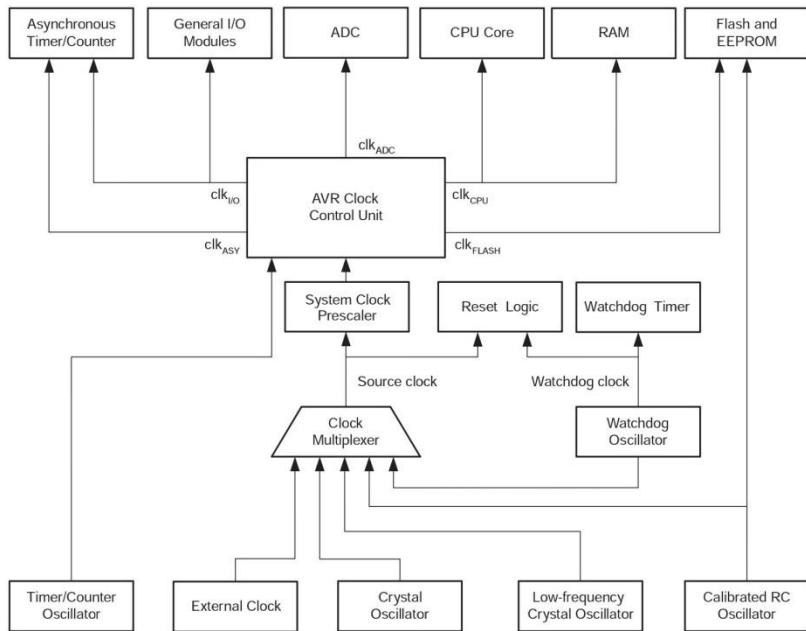 Asynchronous
Timer/Counter
General I/O
Modules
ADC
CPU Core
RAM
Flash and
EEPROM
clkADC
clkI/O
AVR Clock
Control Unit
clkCPU
clkASY
clkFLASH
System Clock
Prescaler
Reset Logic
Watchdog Timer
Source clock
Watchdog clock
Clock
Multiplexer
Watchdog
Oscillator
Timer/Counter
Oscillator
External Clock
Crystal
Oscillator
Low-frequency
Crystal Oscillator
Calibrated RC
Oscillator